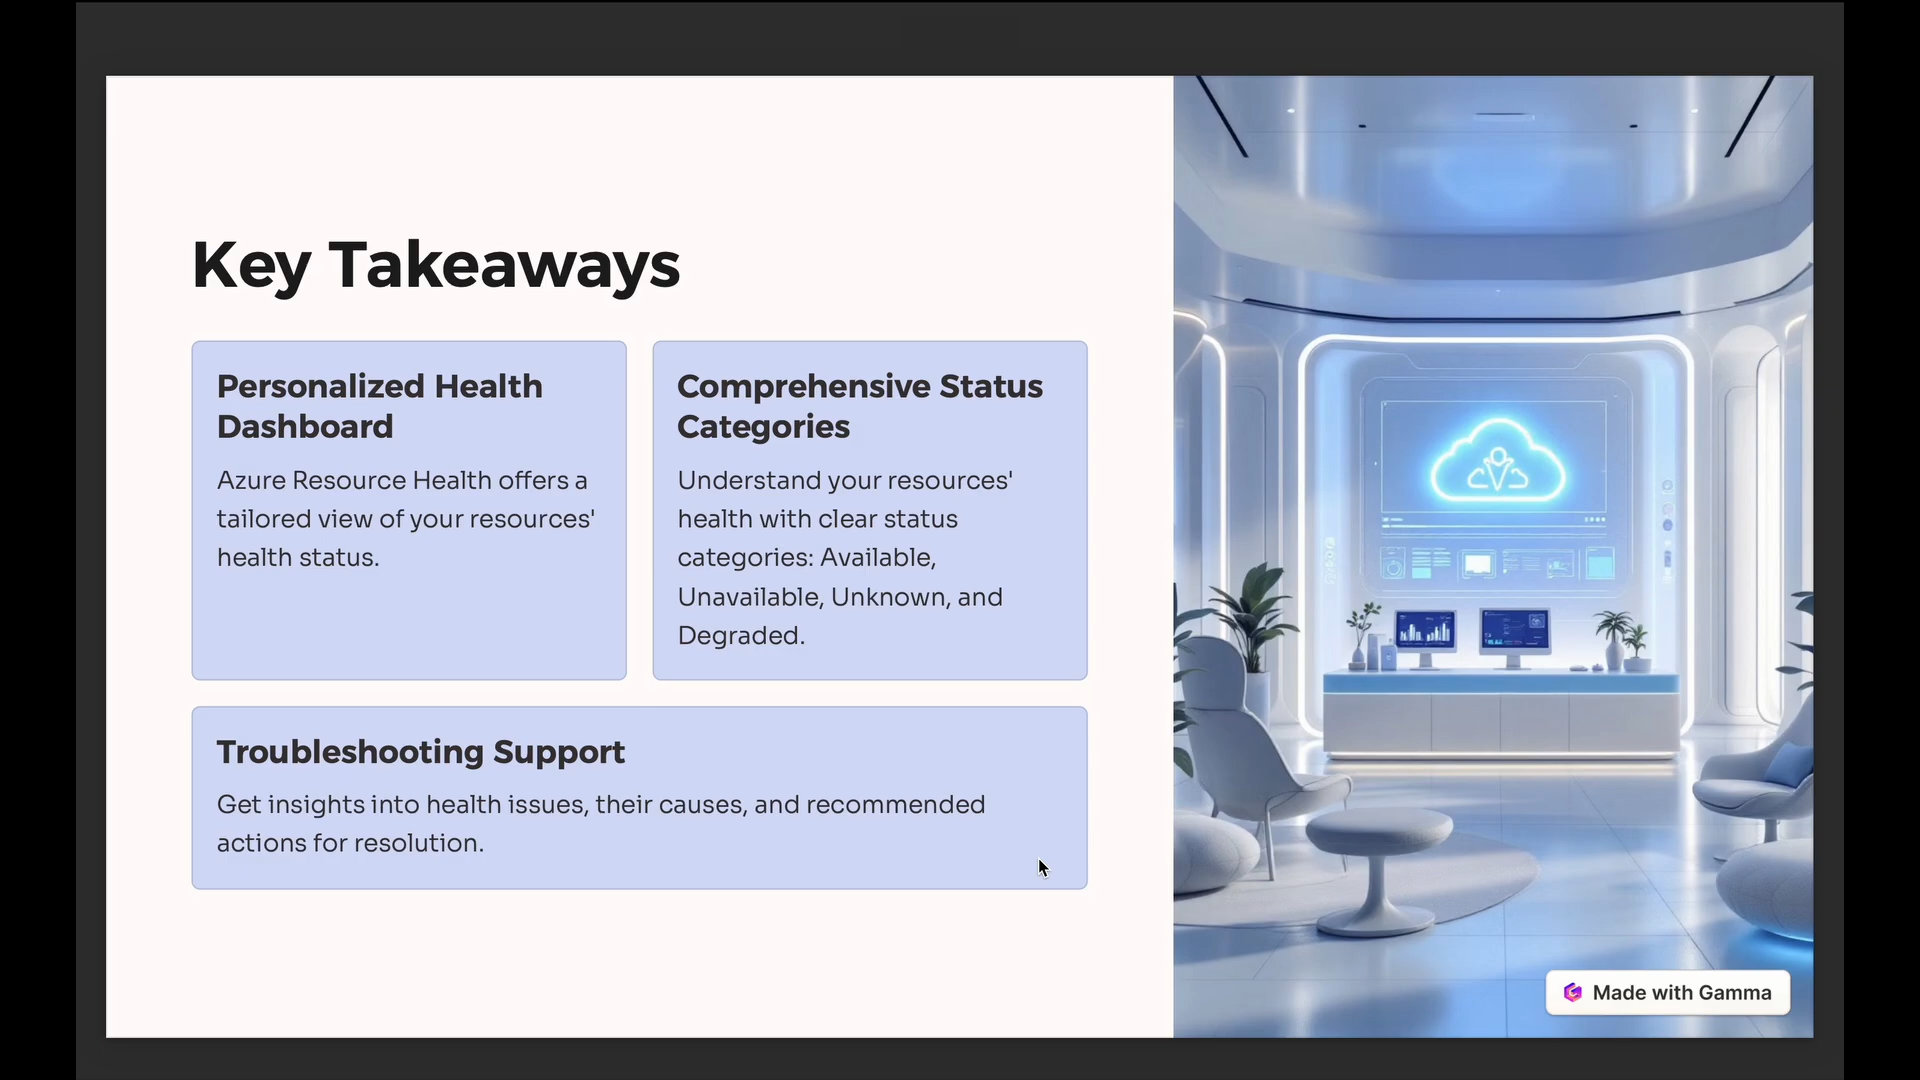 Key Takeaways
Personalized Health
Dashboard
Azure Resource Health offers a
tailored view of your resources'
health status.
Comprehensive Status
Categories
Understand your resources'
health with clear status
categories: Available,
Unavailable, Unknown, and
Degraded.
Troubleshooting Support
Get insights into health issues, their causes, and recommended
actions for resolution.
Made with Gamma